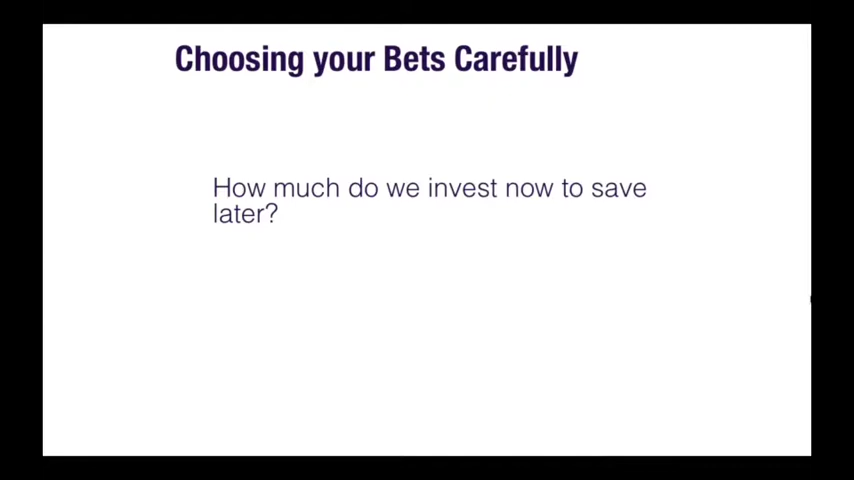 Choosing your Bets Carefully
How much do we invest now to save
later?